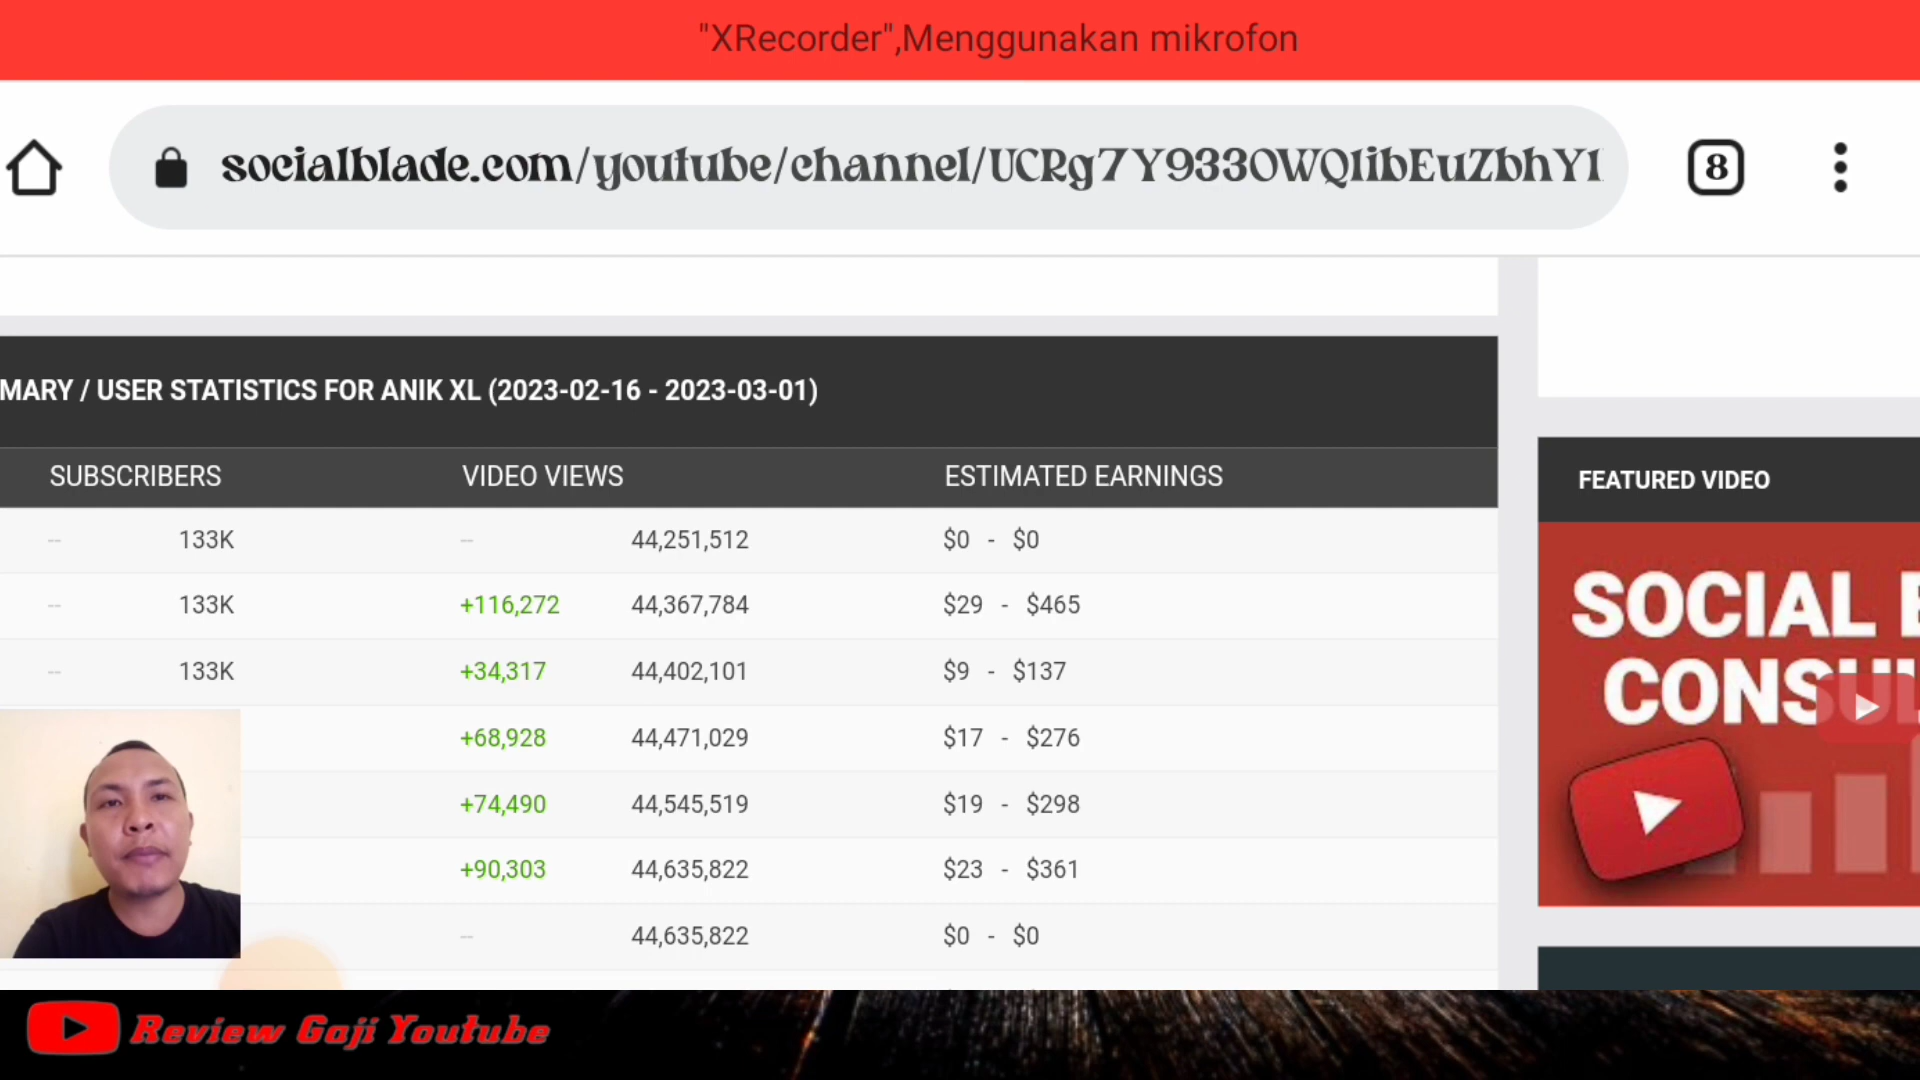 "XRecorder",Menggunakan mikrofon
socialblade.com/youtube/channel/UCRg7Y933OWQlibEuZbhY1
8
MARY / USER STATISTICS FOR ANIK XL (2023-02-16 - 2023-03-01)
SUBSCRIBERS VIDEO VIEWS ESTIMATED EARNINGS
-- 133K -- 44,251,512 $0 - $0
-- 133K +116,272 44,367,784 $29 - $465
-- 133K +34,317 44,402,101 $9 - $137
+68,928 44,471,029 $17 - $276
+74,490 44,545,519 $19 - $298
+90,303 44,635,822 $23 - $361
-- 44,635,822 $0 - $0
FEATURED VIDEO
SOCIAL
CONSUL
Review Gaji Youtube